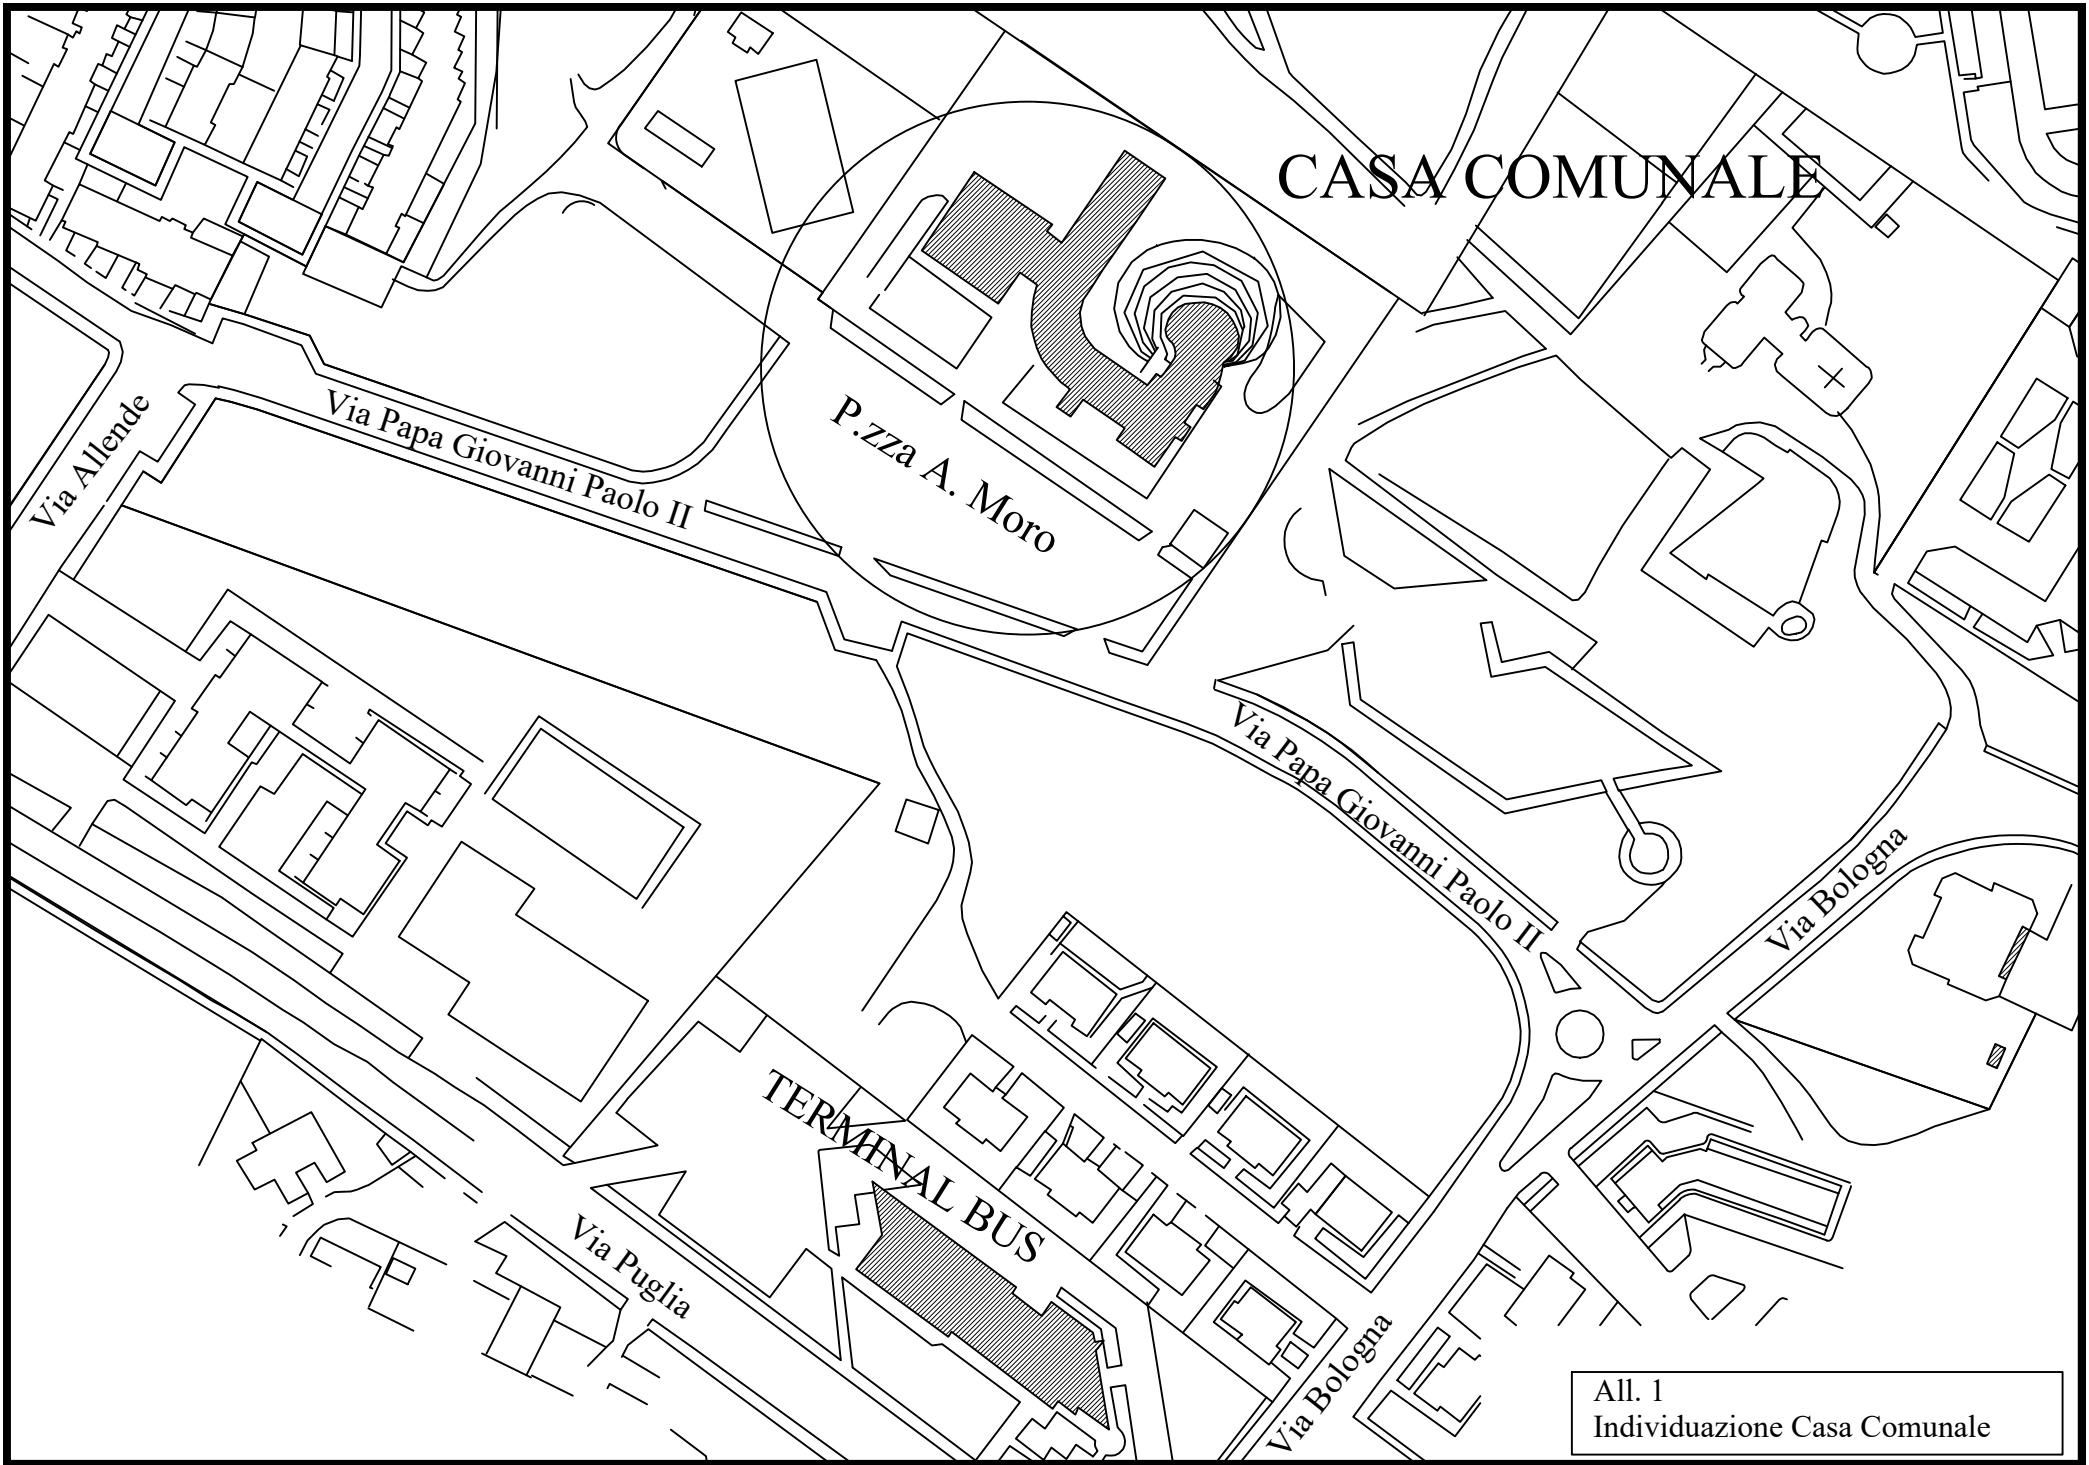 CASA COMUNALE
Via Allende
Via Papa Giovanni Paolo II
P.zza A. Moro
Via Papa Giovanni Paolo II
Via Bologna
TERMINAL BUS
Via Puglia
Via Bologna
All. 1
Individuazione Casa Comunale